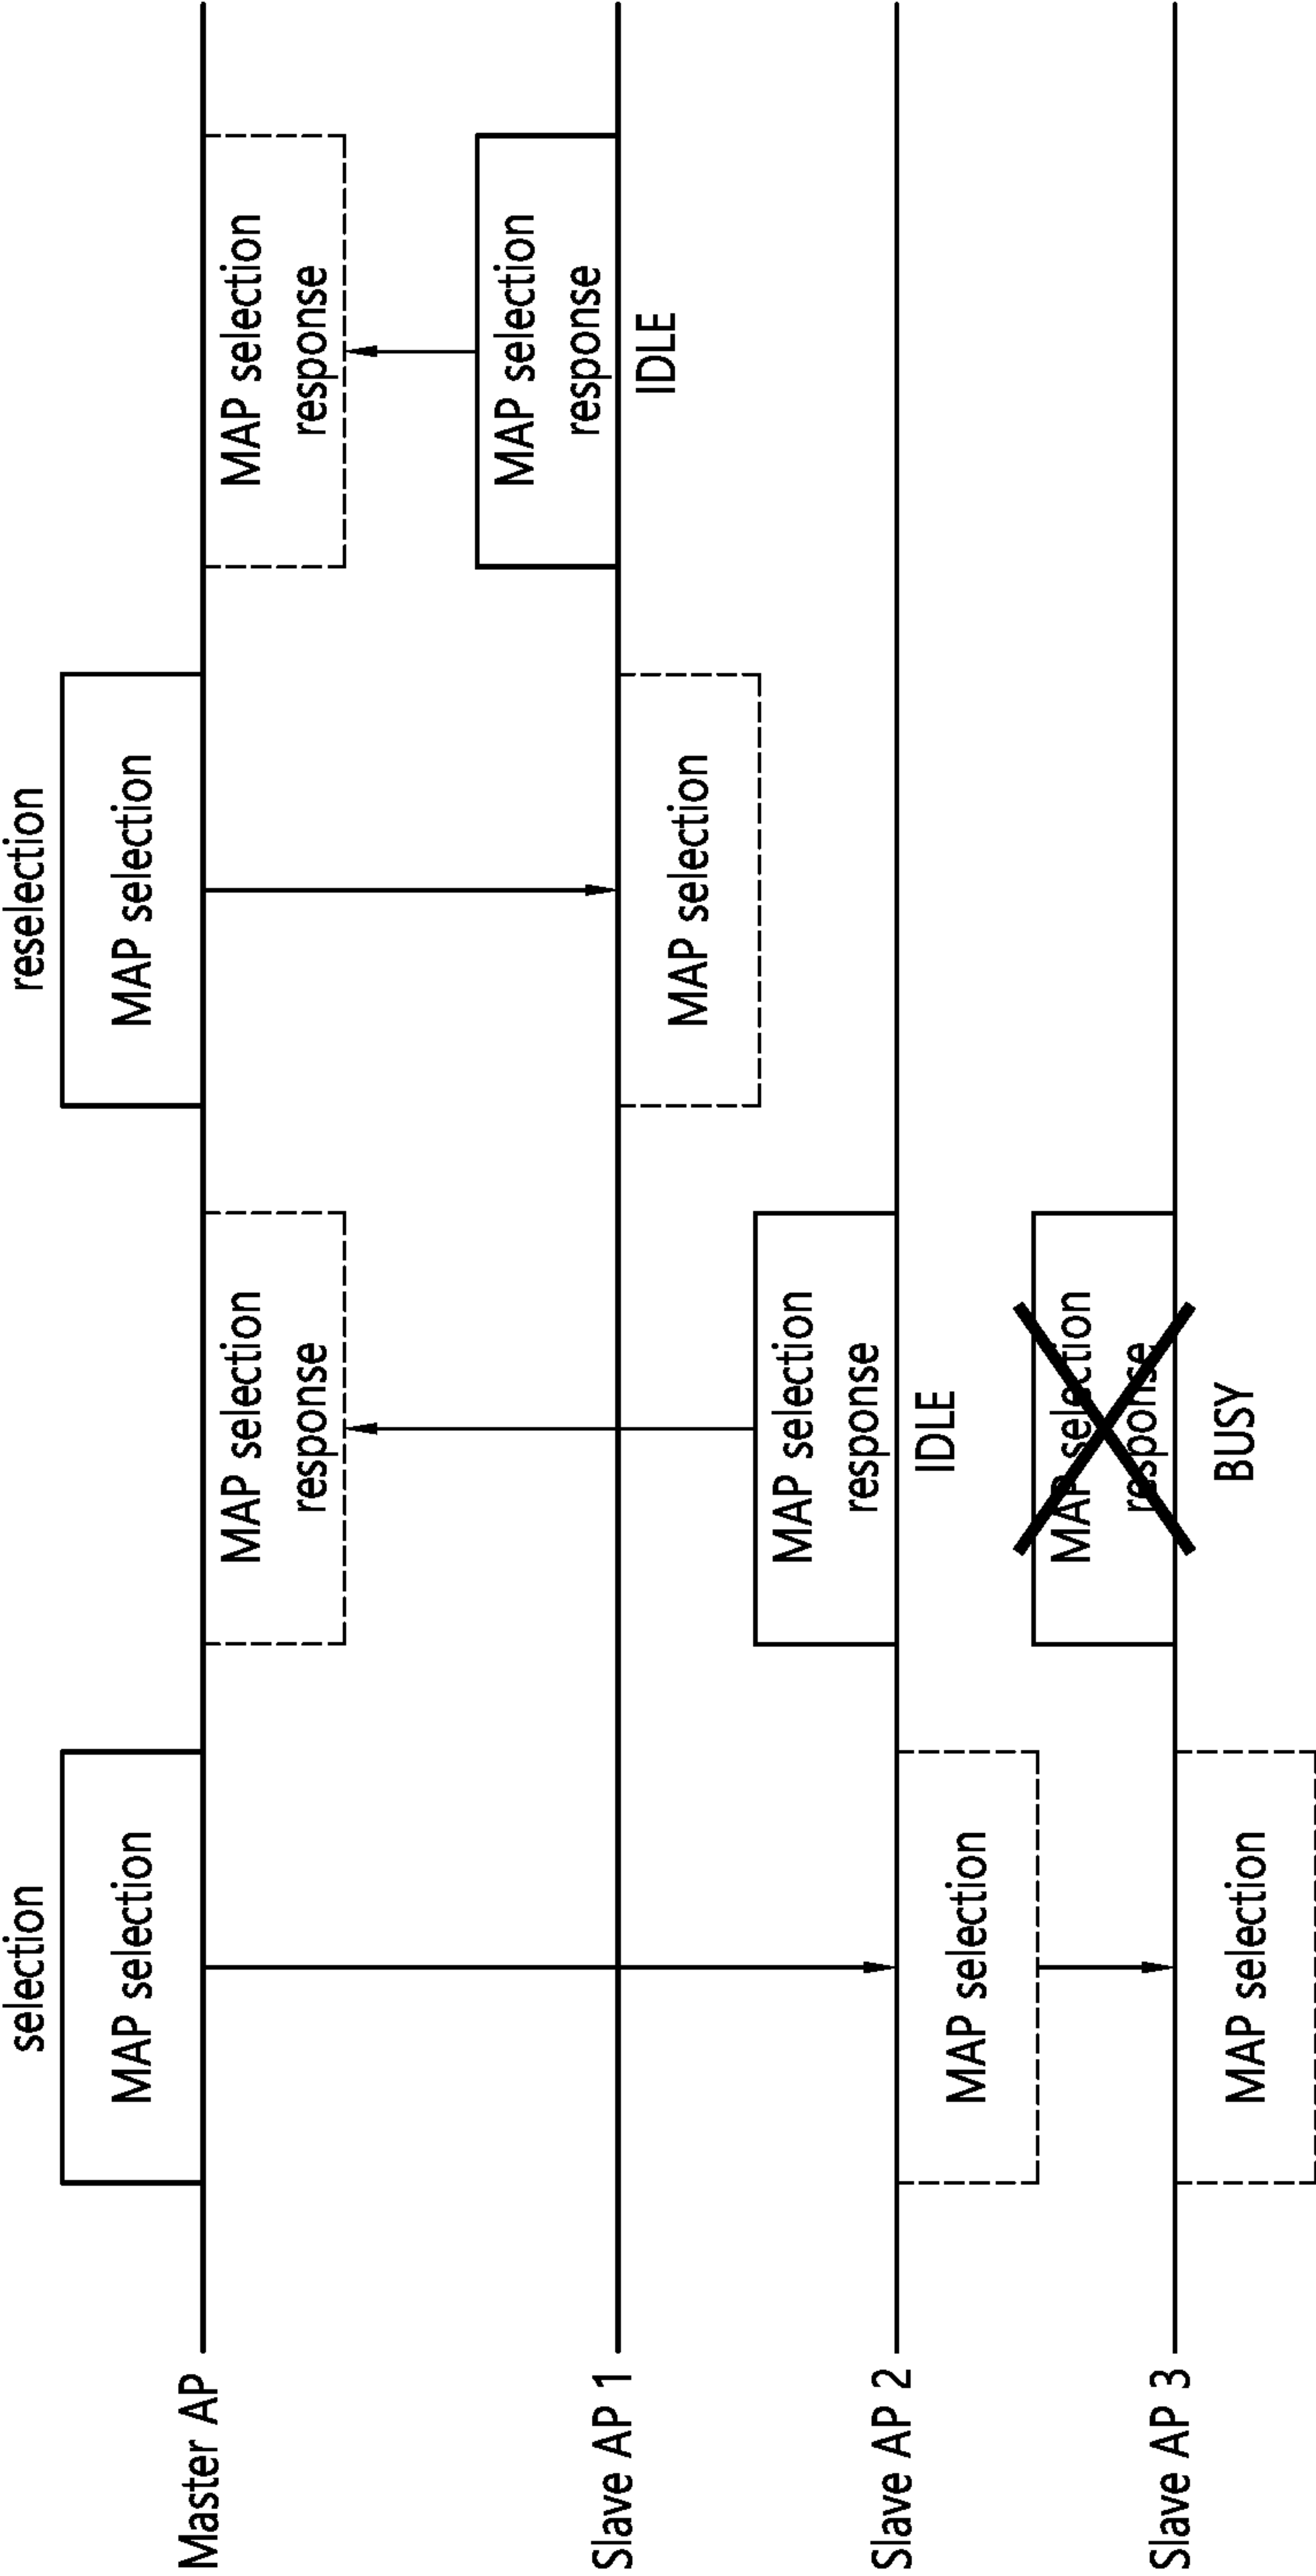 selection
reselection
Master AP
MAP selection
MAP selection
response
MAP selection
MAP selection
response
Slave AP 1
MAP selection
MAP selection
response
IDLE
Slave AP 2
MAP selection
MAP selection
response
IDLE
Slave AP 3
MAP selection
MAP selection
response
BUSY